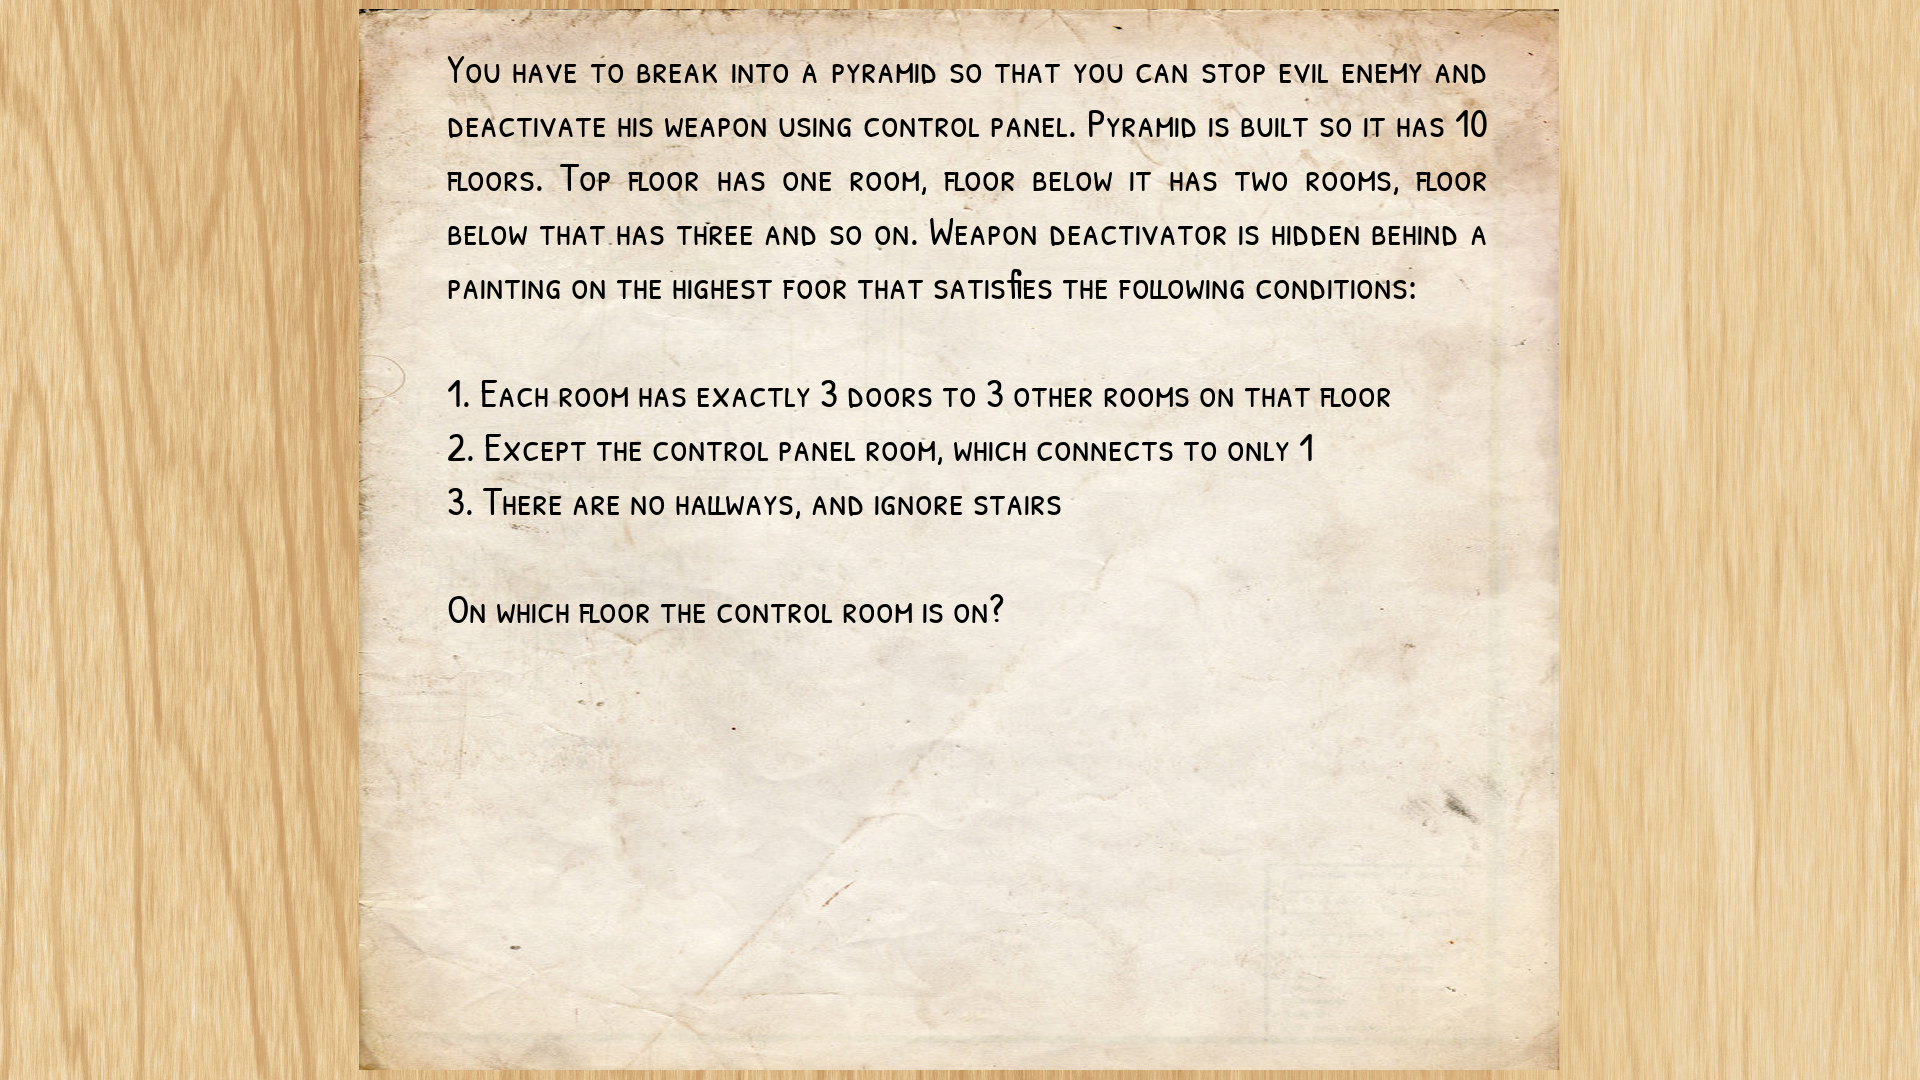 You have to break into a pyramid so that you can stop evil enemy and
deactivate his weapon using control panel. Pyramid is built so it has 10
floors. Top floor has one room, floor below it has two rooms, floor
below that has three and so on. Weapon deactivator is hidden behind a
painting on the highest foor that satisfies the following conditions:
1. Each room has exactly 3 doors to 3 other rooms on that floor
2. Except the control panel room, which connects to only 1
3. There are no hallways, and ignore stairs
On which floor the control room is on?